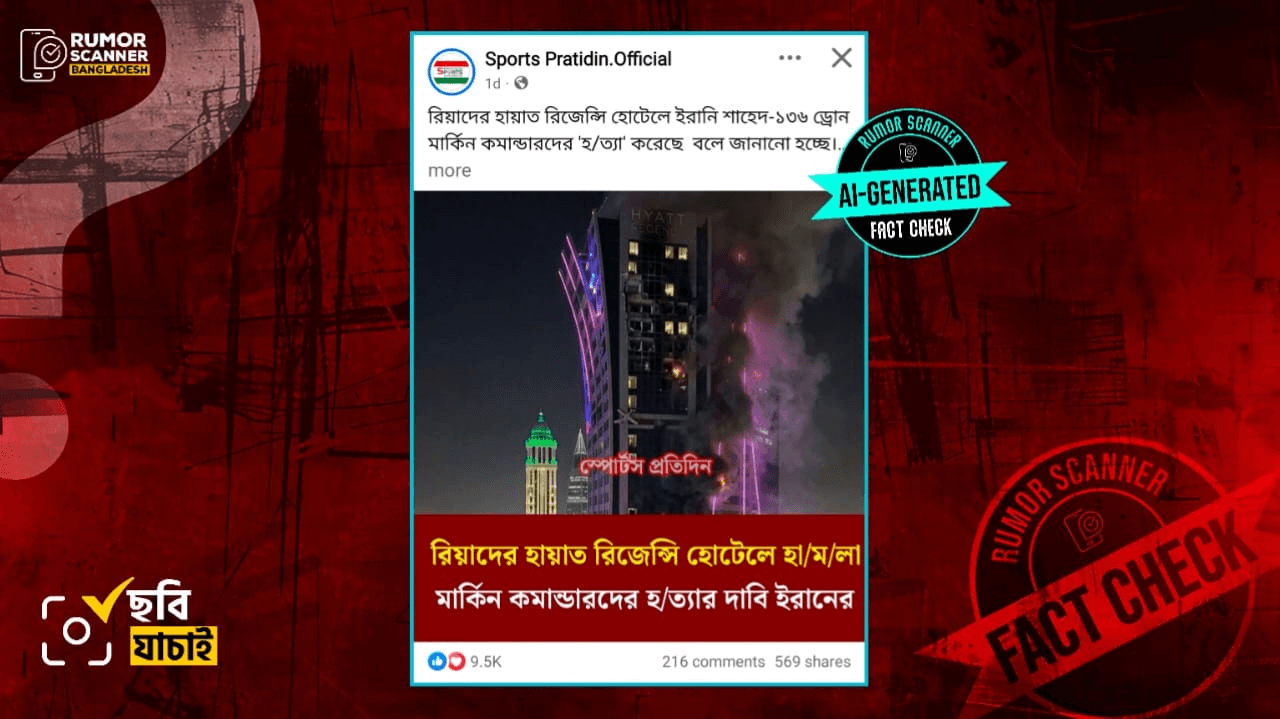 RUMOR
SCANNER
BANGLADESH
Sports Pratidin.Official
1d
রিয়াদের হায়াত রিজেন্সি হোটেলে ইরানি শাহেদ-১৩৬ ড্রোন
মার্কিন কমান্ডারদের 'হ/ত্যা' করেছে বলে জানানো হচ্ছে।..
more
RUMOR SCANNER
AI-GENERATED
FACT CHECK
HYATT
REGENCY
স্পোর্টস প্রতিদিন
রিয়াদের হায়াত রিজেন্সি হোটেলে হা/ম/লা
মার্কিন কমান্ডারদের হ/ত্যার দাবি ইরানের
9.5K
216 comments 569 shares
ছবি
যাচাই
RUMOR SCANNER
FACT CHECK